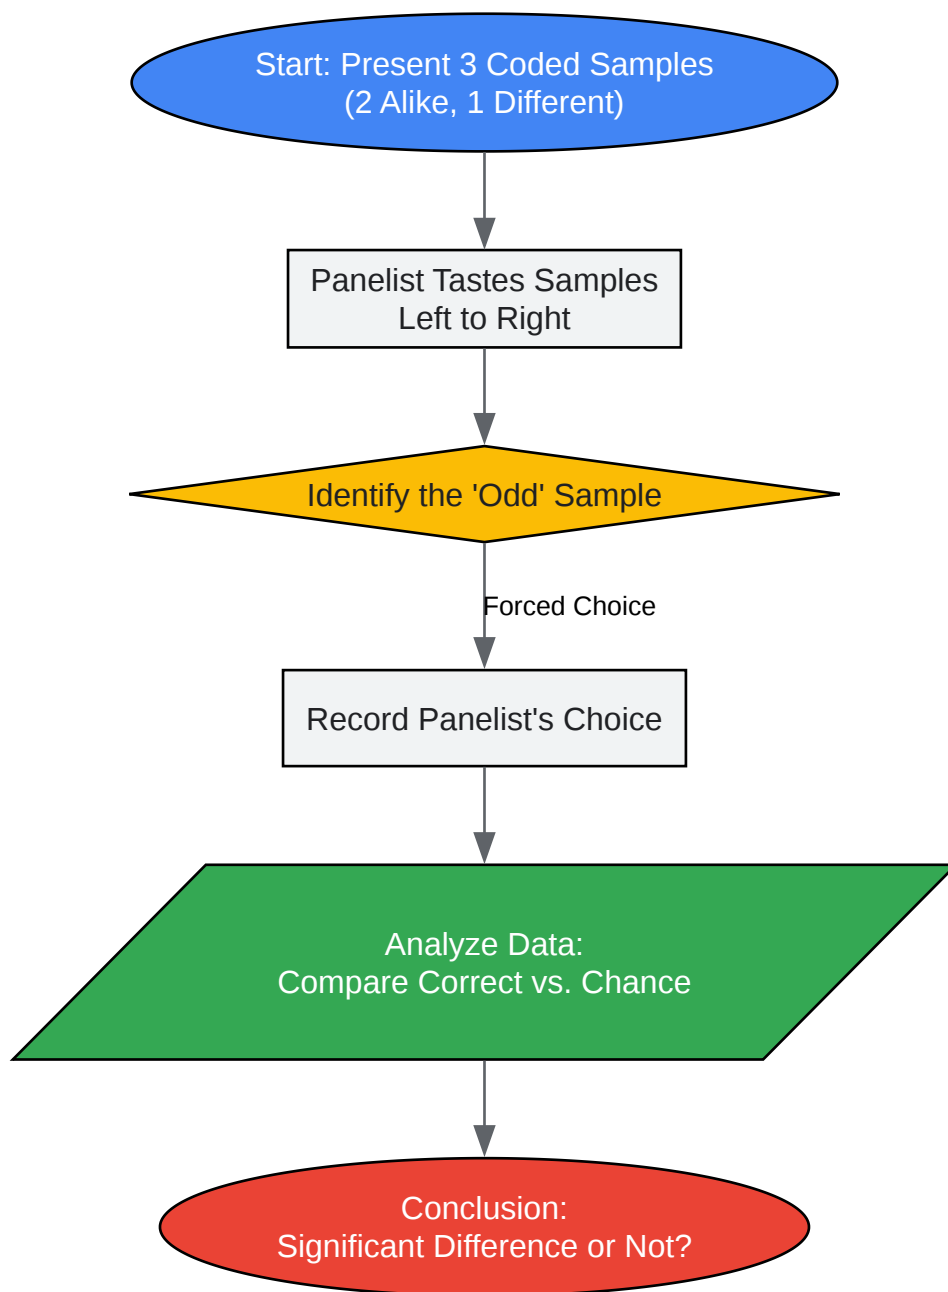 Start: Present 3 Coded Samples
(2 Alike, 1 Different)
Panelist Tastes Samples
Left to Right
Identify the 'Odd' Sample
Forced Choice
Record Panelist's Choice
Analyze Data:
Compare Correct vs. Chance
Conclusion:
Significant Difference or Not?